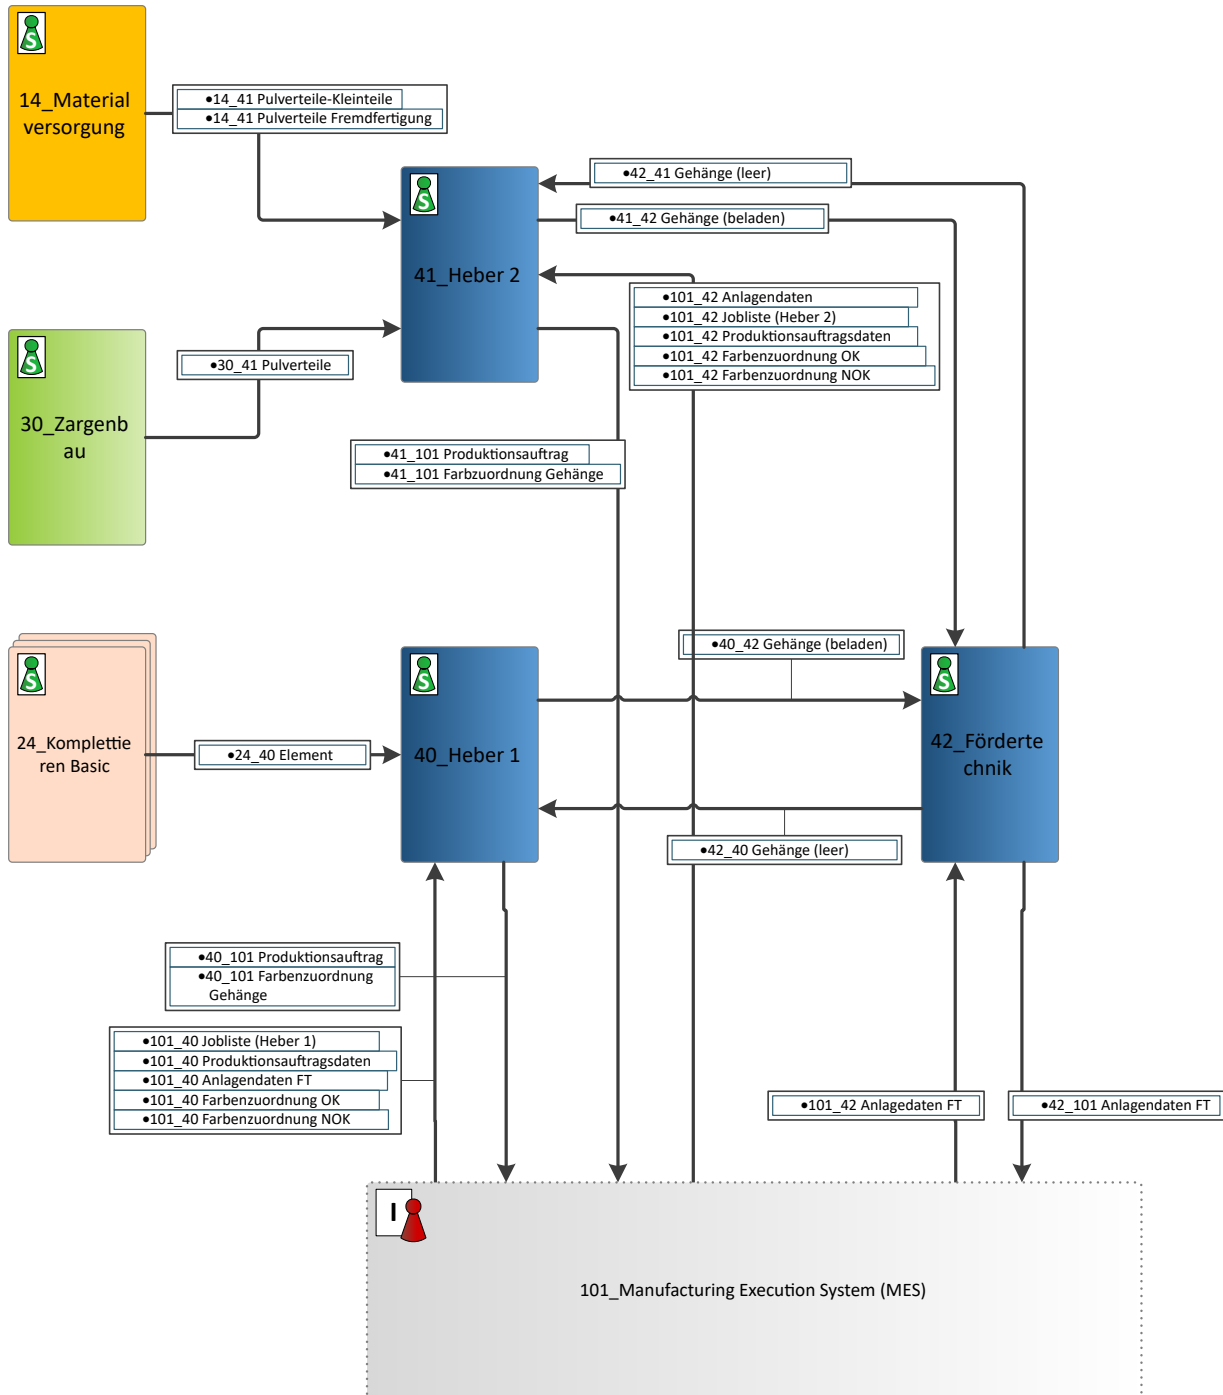 S
14_Material
versorgung
●14_41 Pulverteile-Kleinteile
●14_41 Pulverteile Fremdfertigung
S
41_Heber 2
●42_41 Gehänge (leer)
●41_42 Gehänge (beladen)
●101_42 Anlagendaten
●101_42 Jobliste (Heber 2)
●101_42 Produktionsauftragsdaten
●101_42 Farbenzuordnung OK
●101_42 Farbenzuordnung NOK
S
30_Zargenb
au
●30_41 Pulverteile
●41_101 Produktionsauftrag
●41_101 Farbzuordnung Gehänge
S
24_Komplettie
ren Basic
●24_40 Element
S
40_Heber 1
●40_42 Gehänge (beladen)
S
42_Förderte
chnik
●42_40 Gehänge (leer)
●40_101 Produktionsauftrag
●40_101 Farbenzuordnung
Gehänge
●101_40 Jobliste (Heber 1)
●101_40 Produktionsauftragsdaten
●101_40 Anlagendaten FT
●101_40 Farbenzuordnung OK
●101_40 Farbenzuordnung NOK
●101_42 Anlagedaten FT
●42_101 Anlagendaten FT
I
101_Manufacturing Execution System (MES)